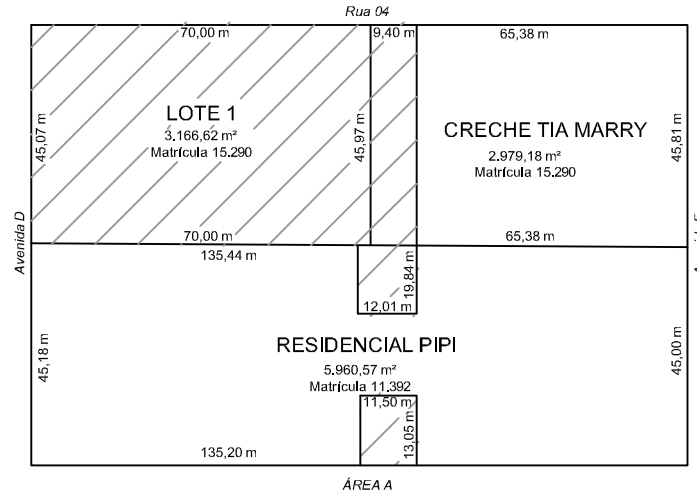 Rua 04
70,00 m
9,40 m
65,38 m
45,07 m
LOTE 1
3.166,62 m²
Matrícula 15.290
45,97 m
CRECHE TIA MARRY
2.979,18 m²
Matrícula 15.290
45,81 m
Avenida D
70,00 m
65,38 m
135,44 m
19,84 m
12,01 m
45,18 m
RESIDENCIAL PIPI
5.960,57 m²
Matrícula 11.392
45,00 m
11,50 m
13,05 m
135,20 m
ÁREA A